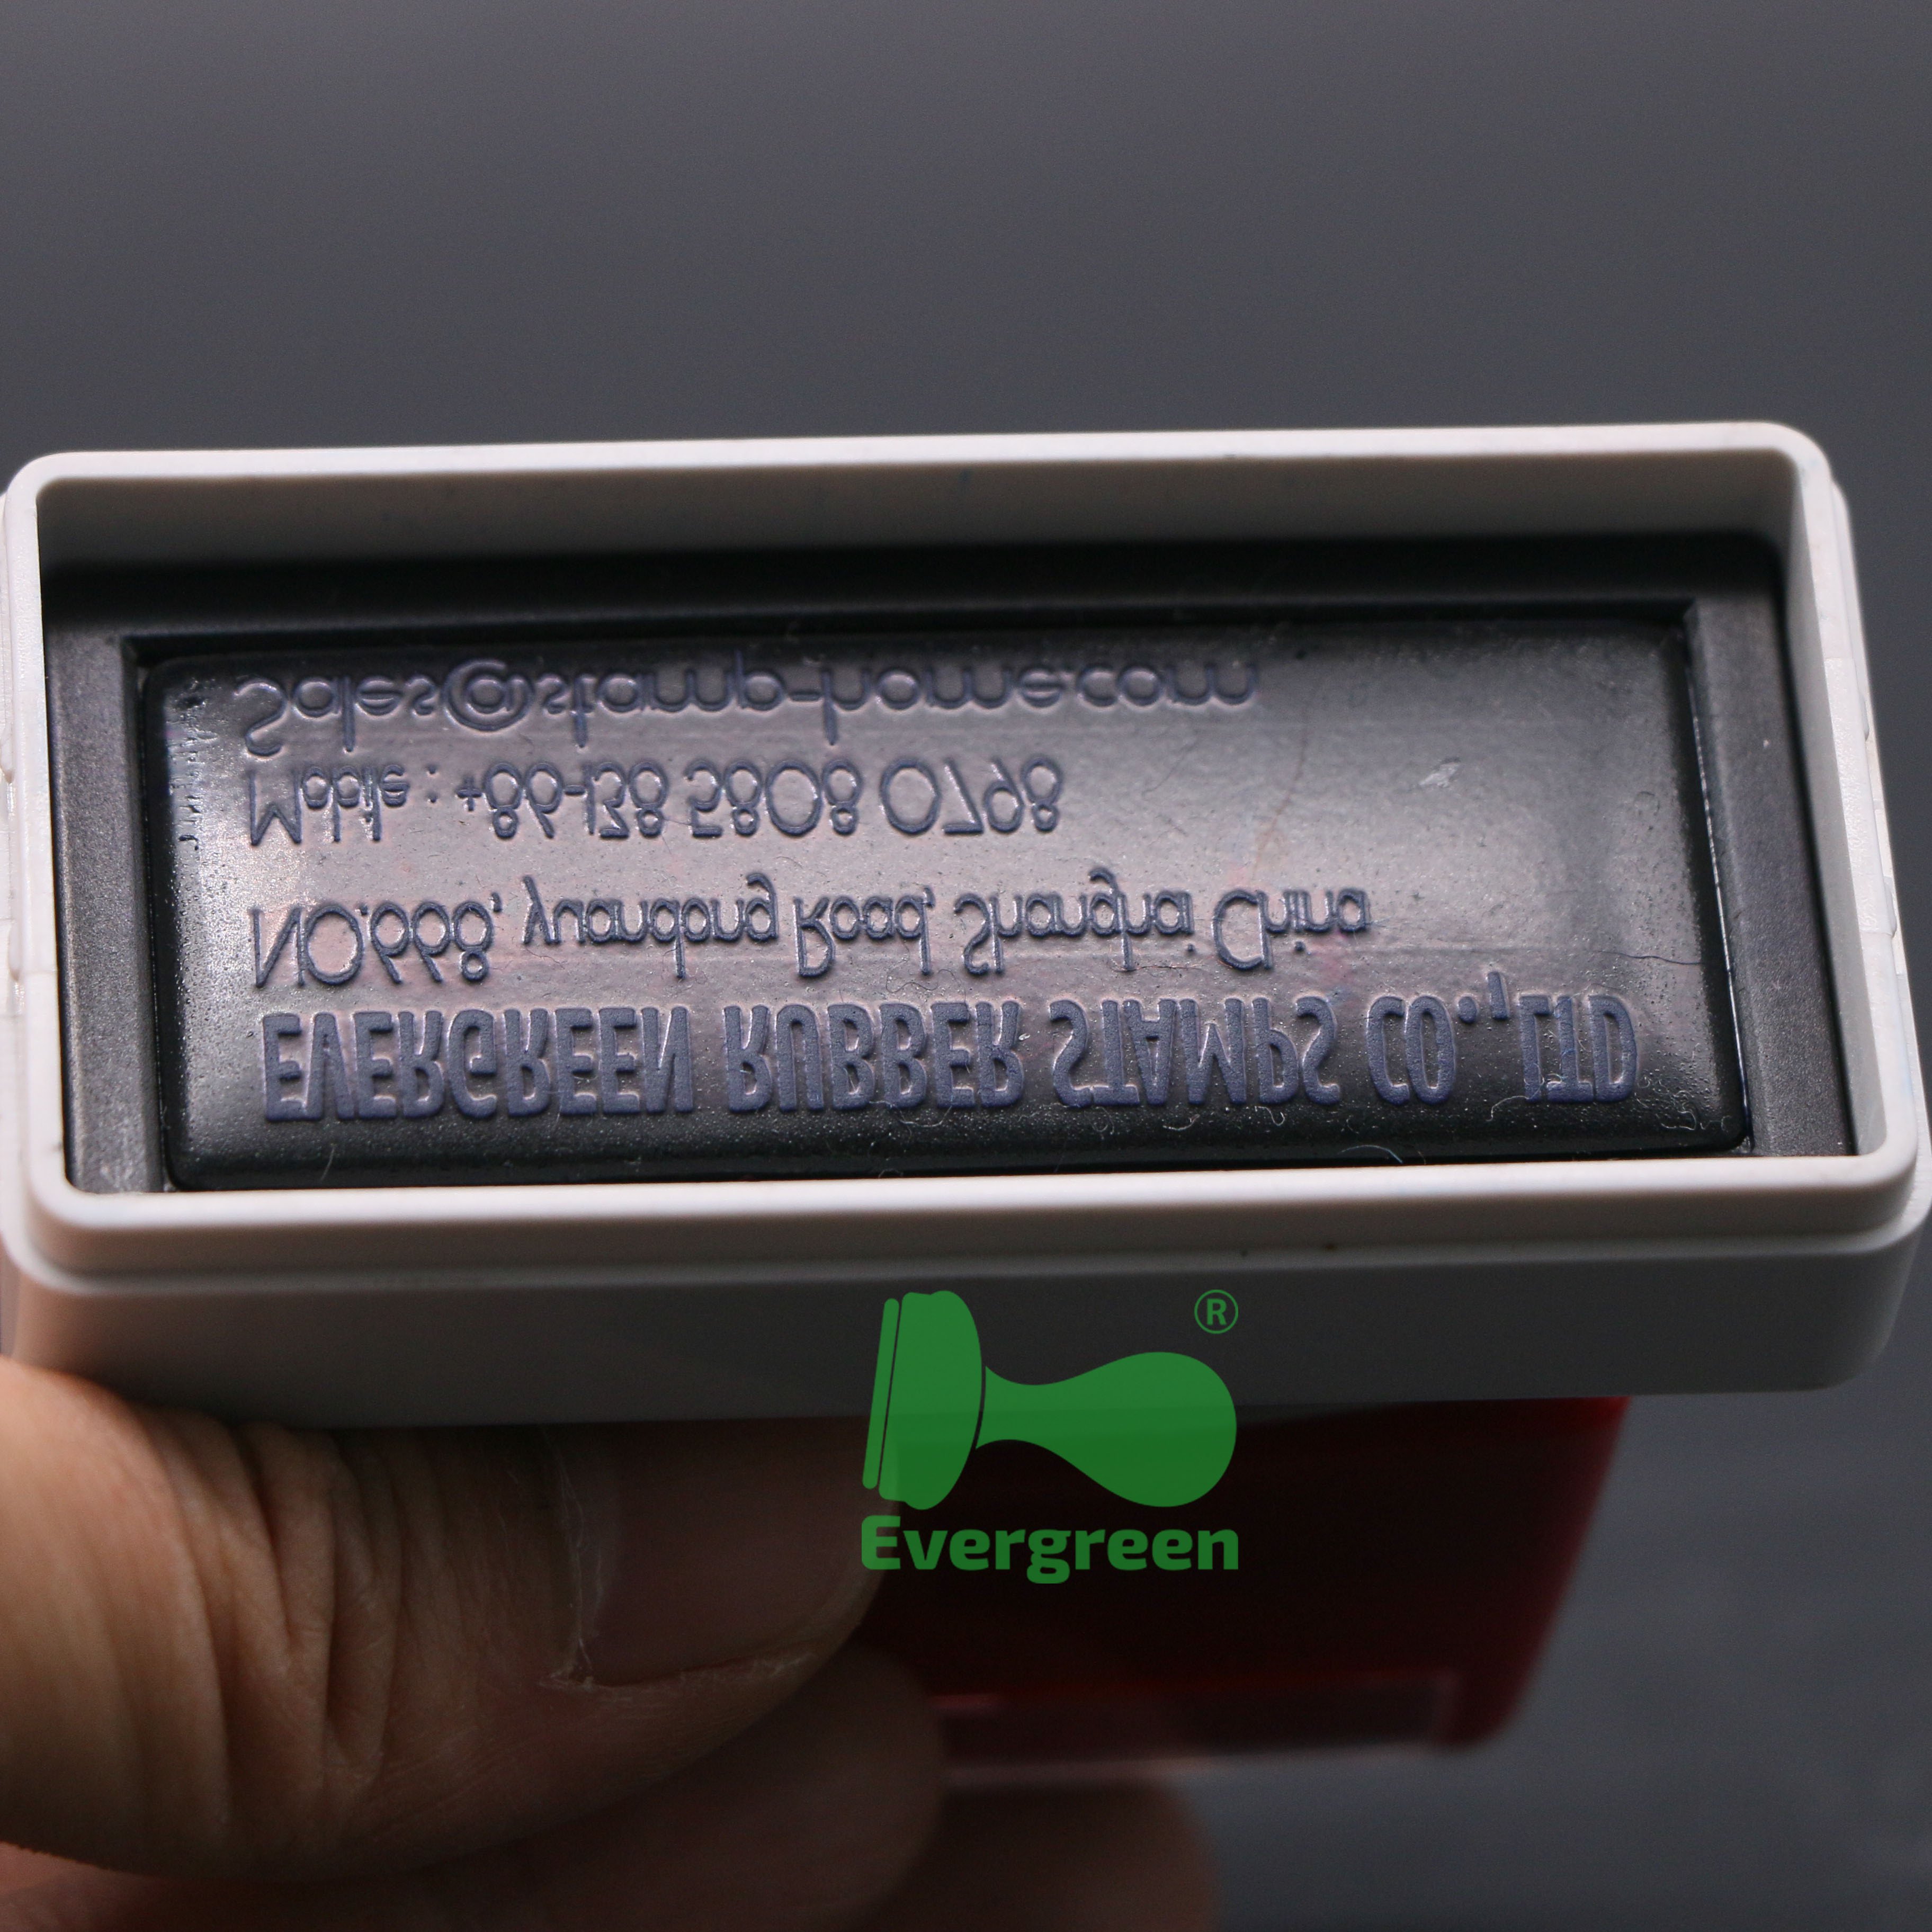 EVERGREEN RUBBER STAMPS CO.,LTD
NO.668, yuandong Road, Shanghai China
Mobile : +86-138 5808 0798
Sales@stamp-home.com
®
Evergreen